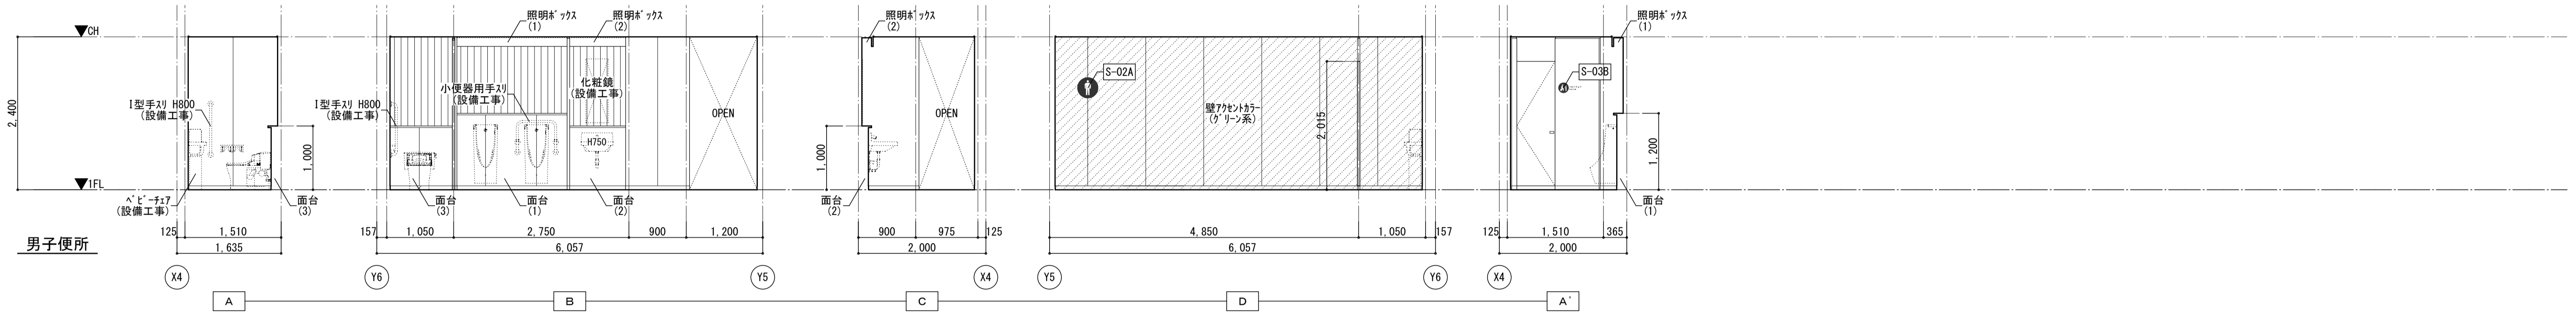 男子便所
CH
1FL
2,400
I型手スリ H800
(設備工事)
ﾍﾞﾋﾞｰﾁｪｱ
(設備工事)
面台
(3)
1,000
125
1,510
1,635
X4
A
照明ﾎﾞｯｸｽ
(1)
照明ﾎﾞｯｸｽ
(2)
I型手スリ H800
(設備工事)
小便器用手スリ
(設備工事)
化粧鏡
(設備工事)
H750
OPEN
面台
(3)
面台
(1)
面台
(2)
157
1,050
2,750
900
1,200
6,057
Y6
Y5
B
照明ﾎﾞｯｸｽ
(2)
OPEN
1,000
面台
(2)
900
975
125
2,000
X4
C
S-02A
壁ｱｸｾﾝﾄｶﾗｰ
(グリーン系)
2,015
4,850
1,050
157
6,057
Y5
Y6
D
照明ﾎﾞｯｸｽ
(1)
S-03B
1,200
面台
(1)
125
1,510
365
2,000
X4
A'